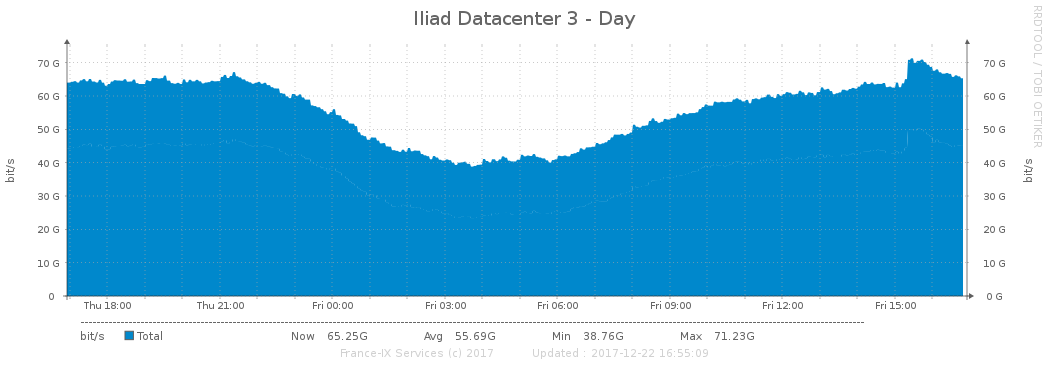 Iliad Datacenter 3 - Day
RRDTOOL / TOBI OETIKER
bit/s
bit/s
70 G 70 G
60 G 60 G
50 G 50 G
40 G 40 G
30 G 30 G
20 G 20 G
10 G 10 G
0 0 G
Thu 18:00 Thu 21:00 Fri 00:00 Fri 03:00 Fri 06:00 Fri 09:00 Fri 12:00 Fri 15:00
bit/s Total Now 65.25G Avg 55.69G Min 38.76G Max 71.23G
France-IX Services (c) 2017 Updated : 2017-12-22 16:55:09